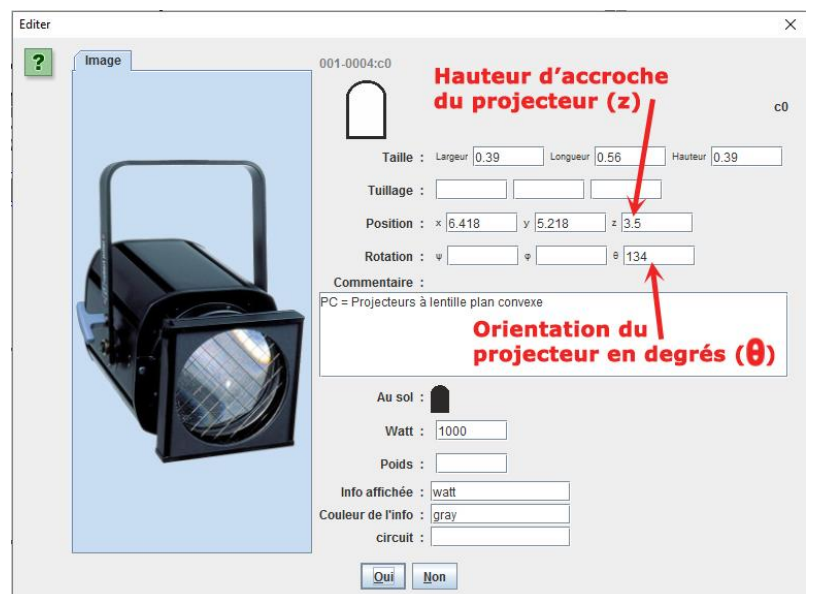 Editer
?
Image
001-0004:c0
Hauteur d'accroche
du projecteur (z)
c0
Taille : Largeur 0.39 Longueur 0.56 Hauteur 0.39
Tuillage :
Position : x 6.418 y 5.218 z 3.5
Rotation : ψ φ θ 134
Commentaire :
PC = Projecteurs à lentille plan convexe
Orientation du
projecteur en degrés (θ)
Au sol :
Watt : 1000
Poids :
Info affichée : watt
Couleur de l'info : gray
circuit :
Oui Non